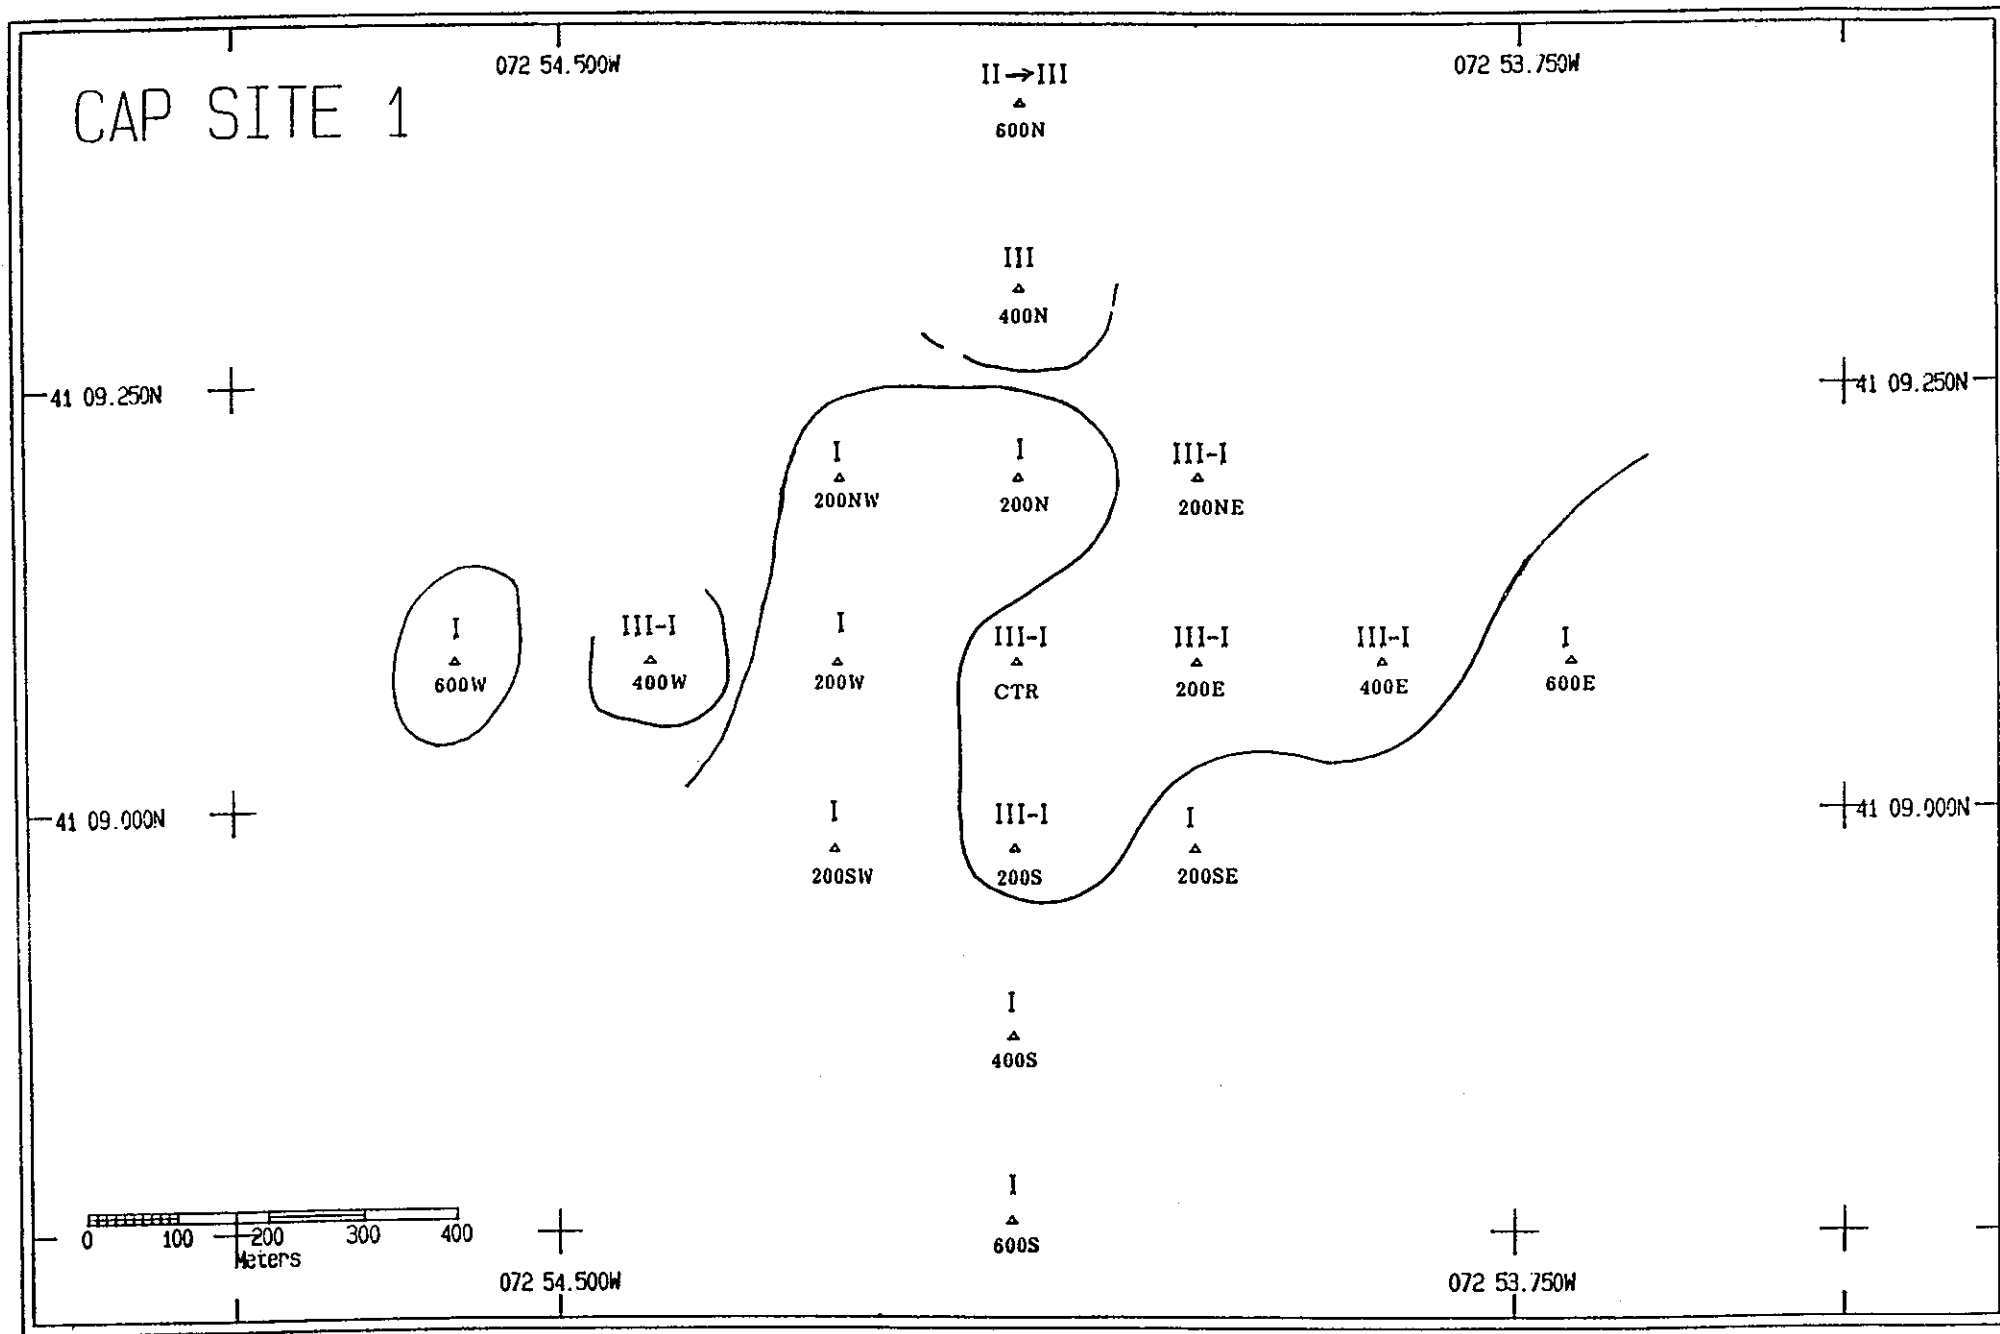 072 54.500W
072 53.750W
CAP SITE 1
II→III
600N
III
400N
41 09.250N
41 09.250N
I
200NW
I
200N
III-I
200NE
I
600W
III-I
400W
I
200W
III-I
CTR
III-I
200E
III-I
400E
I
600E
41 09.000N
41 09.000N
I
200SW
III-I
200S
I
200SE
I
400S
I
600S
0 100 200 300 400
Meters
072 54.500W
072 53.750W